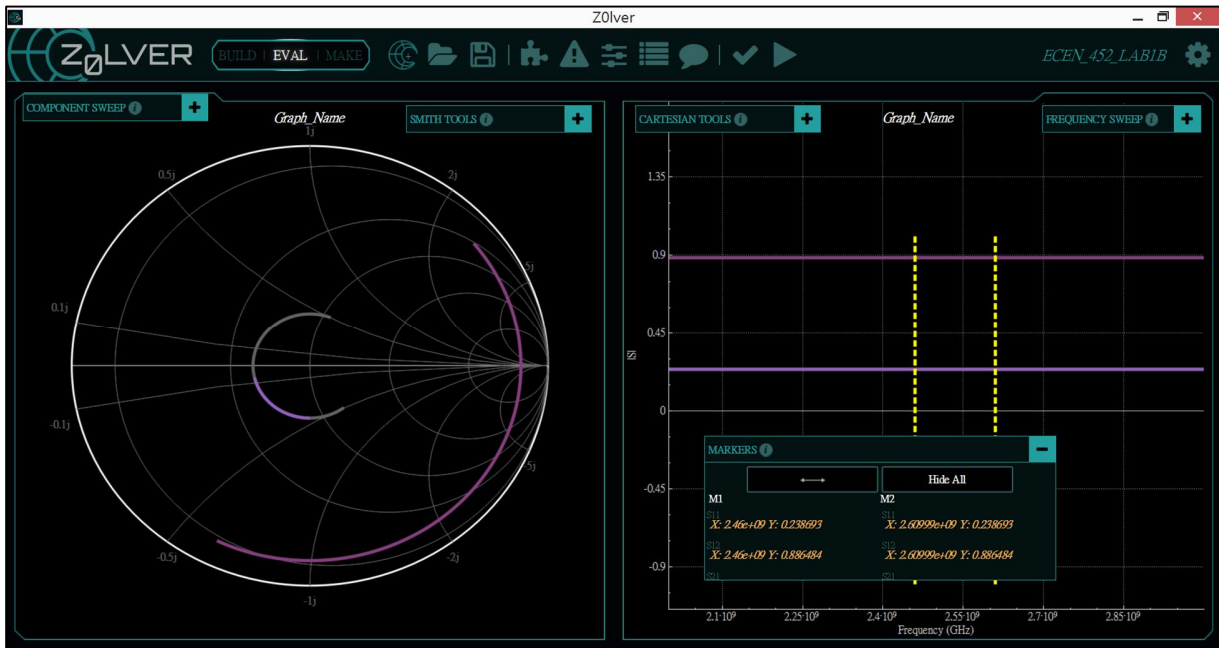 Z0lver
Z0LVER
BUILD | EVAL | MAKE
ECEN_452_LAB1B
COMPONENT SWEEP i
Graph_Name
SMITH TOOLS i
1j
0.5j
2j
0.1j
5j
-0.1j
-5j
-0.5j
-2j
-1j
CARTESIAN TOOLS i
Graph_Name
FREQUENCY SWEEP i
1.35
0.9
0.45
|S|
0
-0.45
-0.9
MARKERS i
Hide All
M1
M2
S11
S11
X: 2.46e+09 Y: 0.238693
X: 2.60999e+09 Y: 0.238693
S12
S12
X: 2.46e+09 Y: 0.886484
X: 2.60999e+09 Y: 0.886484
2.1·10⁹
2.25·10⁹
2.4·10⁹
2.55·10⁹
2.7·10⁹
2.85·10⁹
Frequency (GHz)